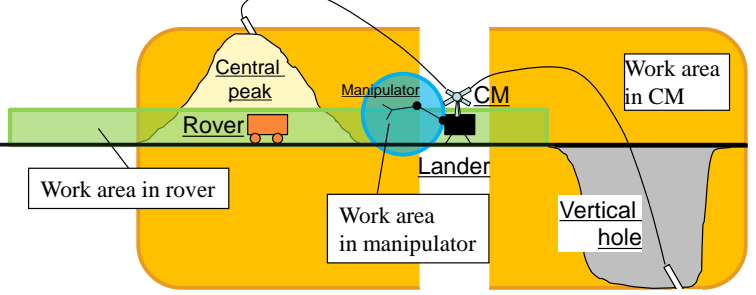 Central
peak
Manipulator
CM
Work area
in CM
Rover
Lander
Work area in rover
Work area
in manipulator
Vertical
hole